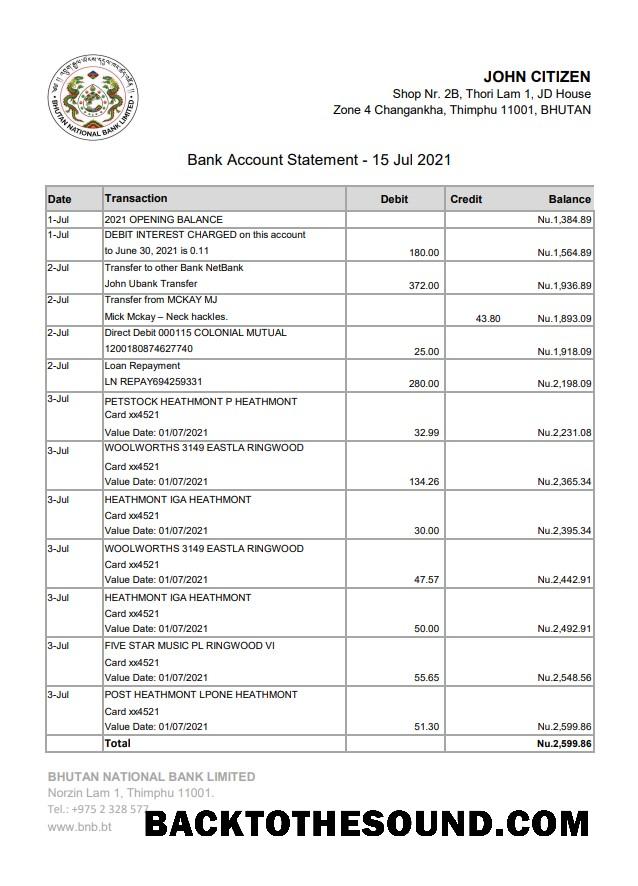 BHUTAN NATIONAL BANK LIMITED
JOHN CITIZEN
Shop Nr. 2B, Thori Lam 1, JD House
Zone 4 Changankha, Thimphu 11001, BHUTAN
Bank Account Statement - 15 Jul 2021
Date Transaction Debit Credit Balance
1-Jul 2021 OPENING BALANCE Nu.1,384.89
1-Jul DEBIT INTEREST CHARGED on this account
to June 30, 2021 is 0.11 180.00 Nu.1,564.89
2-Jul Transfer to other Bank NetBank
John Ubank Transfer 372.00 Nu.1,936.89
2-Jul Transfer from MCKAY MJ
Mick Mckay – Neck hackles. 43.80 Nu.1,893.09
2-Jul Direct Debit 000115 COLONIAL MUTUAL
1200180874627740 25.00 Nu.1,918.09
2-Jul Loan Repayment
LN REPAY694259331 280.00 Nu.2,198.09
3-Jul PETSTOCK HEATHMONT P HEATHMONT
Card xx4521
Value Date: 01/07/2021 32.99 Nu.2,231.08
3-Jul WOOLWORTHS 3149 EASTLA RINGWOOD
Card xx4521
Value Date: 01/07/2021 134.26 Nu.2,365.34
3-Jul HEATHMONT IGA HEATHMONT
Card xx4521
Value Date: 01/07/2021 30.00 Nu.2,395.34
3-Jul WOOLWORTHS 3149 EASTLA RINGWOOD
Card xx4521
Value Date: 01/07/2021 47.57 Nu.2,442.91
3-Jul HEATHMONT IGA HEATHMONT
Card xx4521
Value Date: 01/07/2021 50.00 Nu.2,492.91
3-Jul FIVE STAR MUSIC PL RINGWOOD VI
Card xx4521
Value Date: 01/07/2021 55.65 Nu.2,548.56
3-Jul POST HEATHMONT LPONE HEATHMONT
Card xx4521
Value Date: 01/07/2021 51.30 Nu.2,599.86
Total Nu.2,599.86
BHUTAN NATIONAL BANK LIMITED
Norzin Lam 1, Thimphu 11001.
Tel.: +975 2 328 577
www.bnb.bt
BACKTOTHESOUND.COM